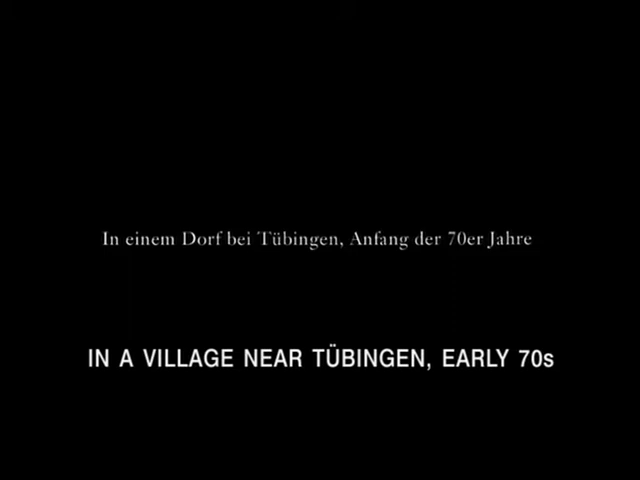 In einem Dorf bei Tübingen, Anfang der 70er Jahre
IN A VILLAGE NEAR TÜBINGEN, EARLY 70s